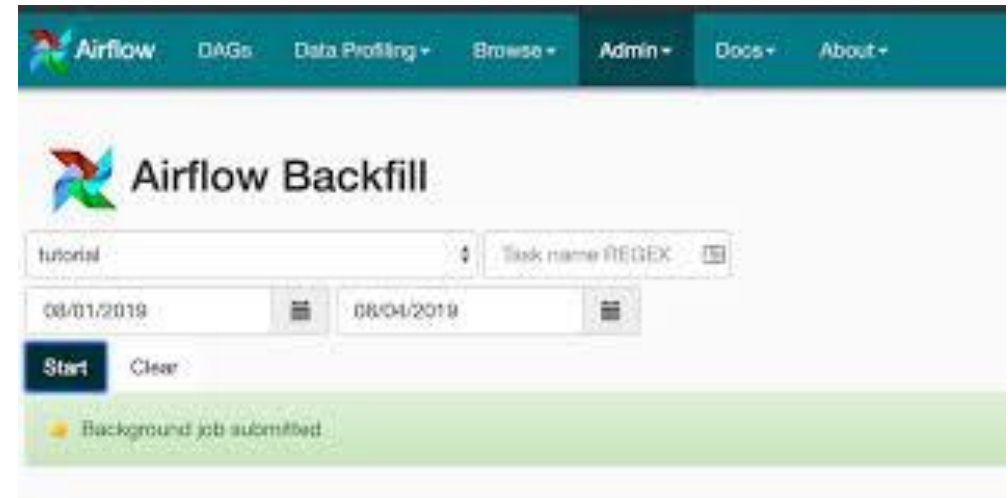 Airflow DAGs Data Profiling Browse Admin Docs About
Airflow Backfill
tutorial Task name REGEX
08/01/2019 08/04/2019
Start Clear
Background job submitted